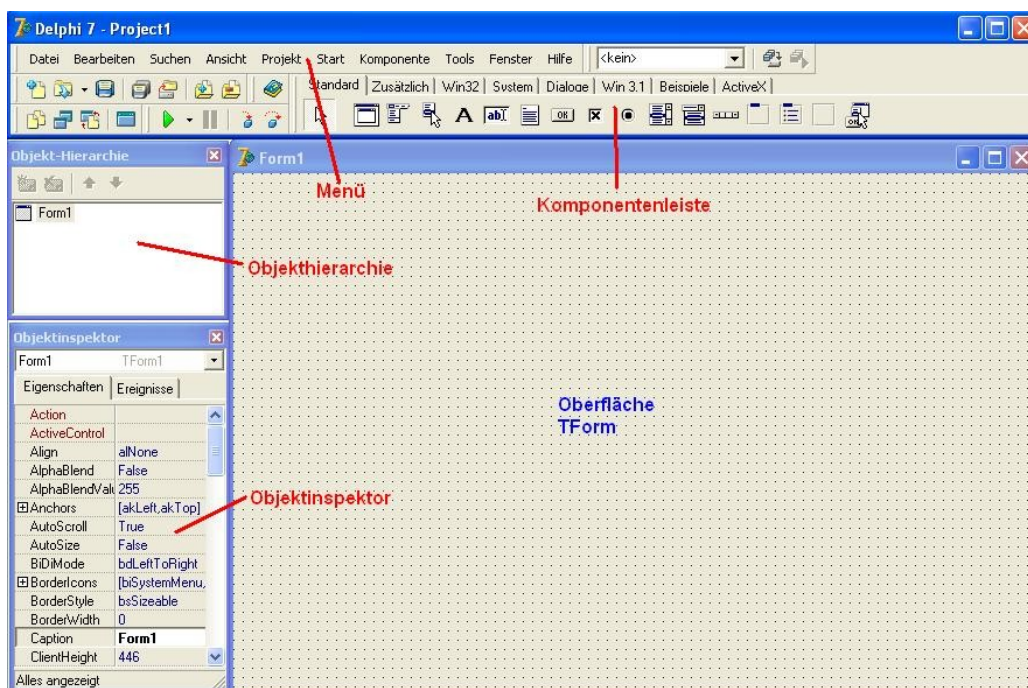 Delphi 7 - Project1
Datei Bearbeiten Suchen Ansicht Projekt Start Komponente Tools Fenster Hilfe <kein>
Standard Zusätzlich Win32 System Dialoge Win 3.1 Beispiele ActiveX
A ab OK
Objekt-Hierarchie
Form1
Form1
Menü
Komponentenleiste
Objekthierarchie
Objektinspektor
Form1 TForm1
Eigenschaften Ereignisse
Action
ActiveControl
Align alNone
AlphaBlend False
AlphaBlendValu 255
Anchors [akLeft,akTop]
AutoScroll True
AutoSize False
BiDiMode bdLeftToRight
BorderIcons [biSystemMenu,
BorderStyle bsSizeable
BorderWidth 0
Caption Form1
ClientHeight 446
Alles angezeigt
Oberfläche
TForm
Objektinspektor